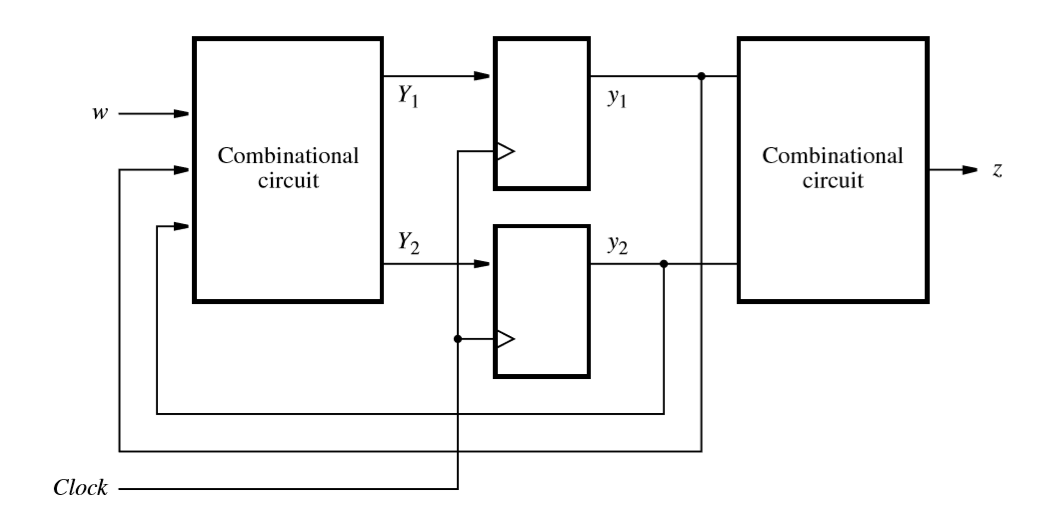 w
Combinational
circuit
Y1
Y2
y1
y2
Combinational
circuit
z
Clock